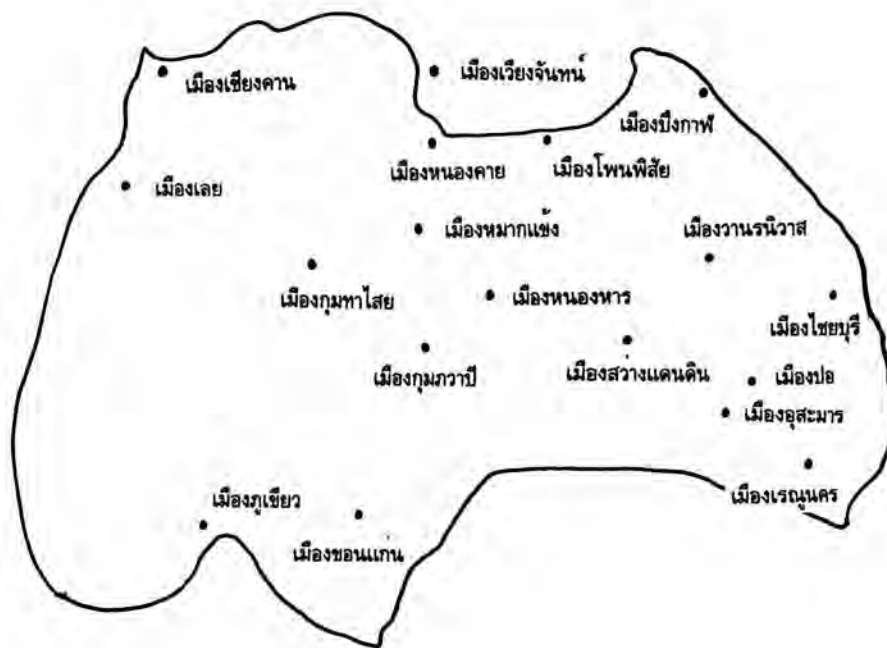 เมืองเวียงจันทน์
เมืองเชียงคาน
เมืองบึงกาฬ
เมืองหนองคาย
เมืองโพนพิสัย
เมืองเลย
เมืองหมากแข้ง
เมืองวานรนิวาส
เมืองกุมทาไสย
เมืองหนองหาร
เมืองไชยบุรี
เมืองกุมภวาปี
เมืองสว่างแดนดิน
เมืองปอ
เมืองอุสะมาร
เมืองเรณูนคร
เมืองภูเขียว
เมืองขอนแก่น